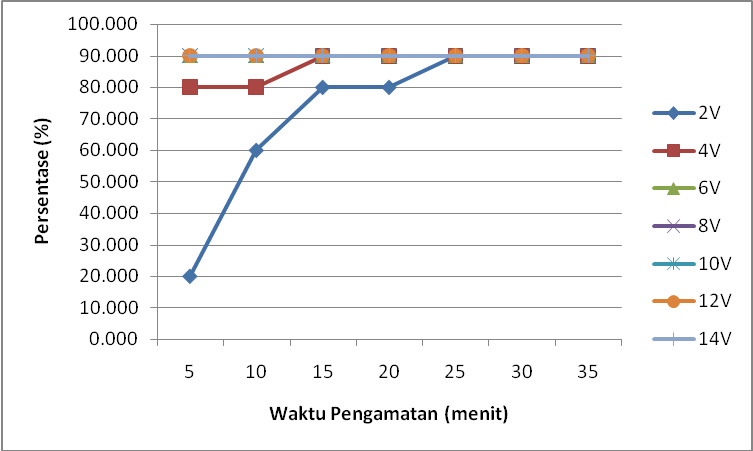 100.000
90.000
80.000
70.000
60.000
50.000
40.000
30.000
20.000
10.000
0.000
Persentase (%)
5 10 15 20 25 30 35
Waktu Pengamatan (menit)
2V
4V
6V
8V
10V
12V
14V